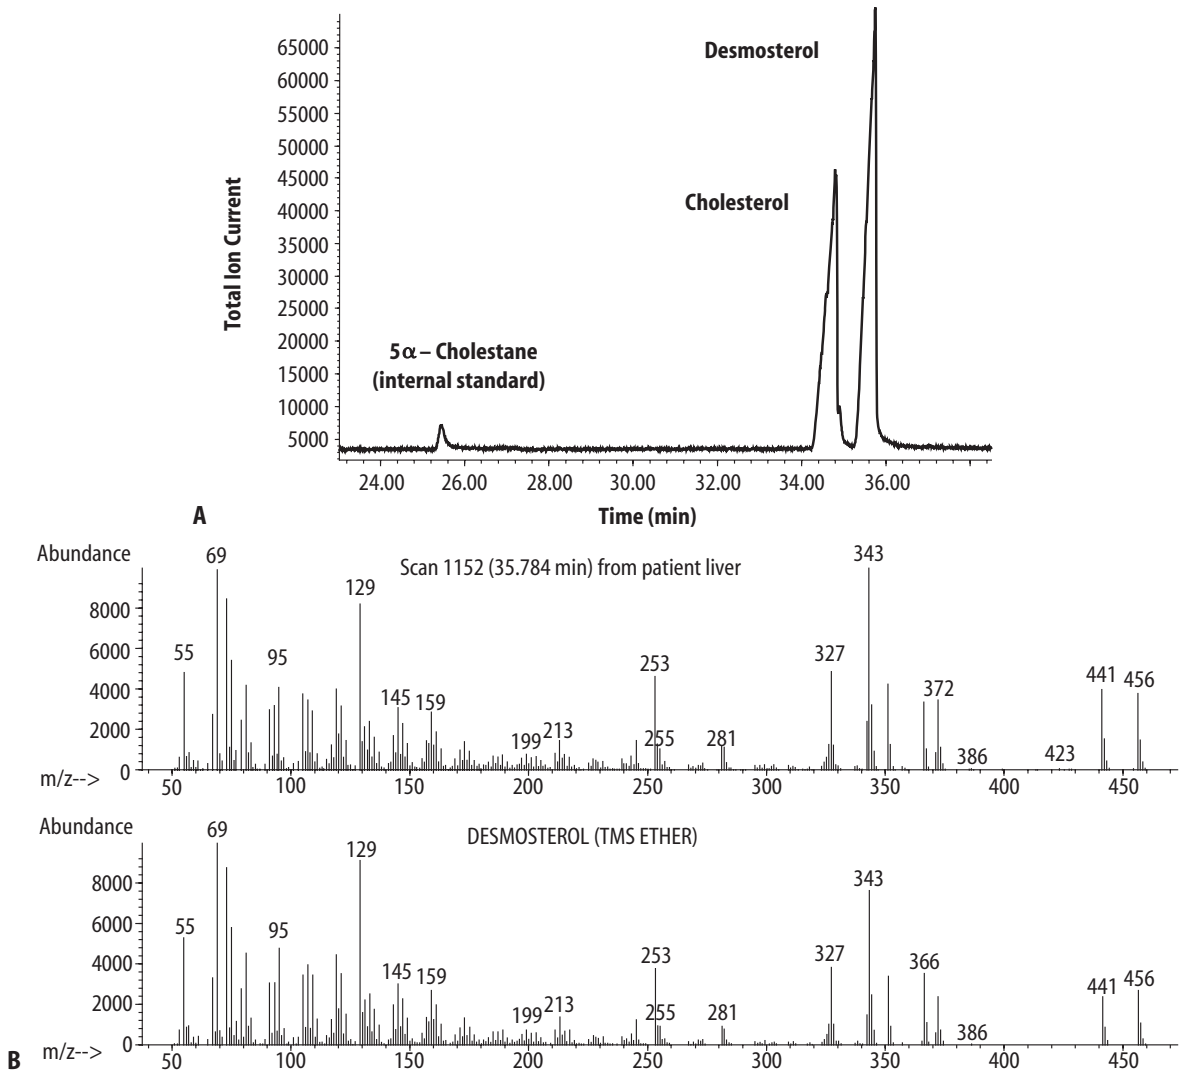 65000
60000
55000
50000
45000
40000
35000
30000
25000
20000
15000
10000
5000
Total Ion Current
Desmosterol
Cholesterol
5α – Cholestane
(internal standard)
24.00 26.00 28.00 30.00 32.00 34.00 36.00
Time (min)
A
Abundance
Scan 1152 (35.784 min) from patient liver
8000
6000
4000
2000
0
55 69 95 129 145 159 199 213 253 255 281 327 343 372 386 423 441 456
m/z-->
50 100 150 200 250 300 350 400 450
Abundance
DESMOSTEROL (TMS ETHER)
8000
6000
4000
2000
0
55 69 95 129 145 159 199 213 253 255 281 327 343 366 386 441 456
B
m/z-->
50 100 150 200 250 300 350 400 450